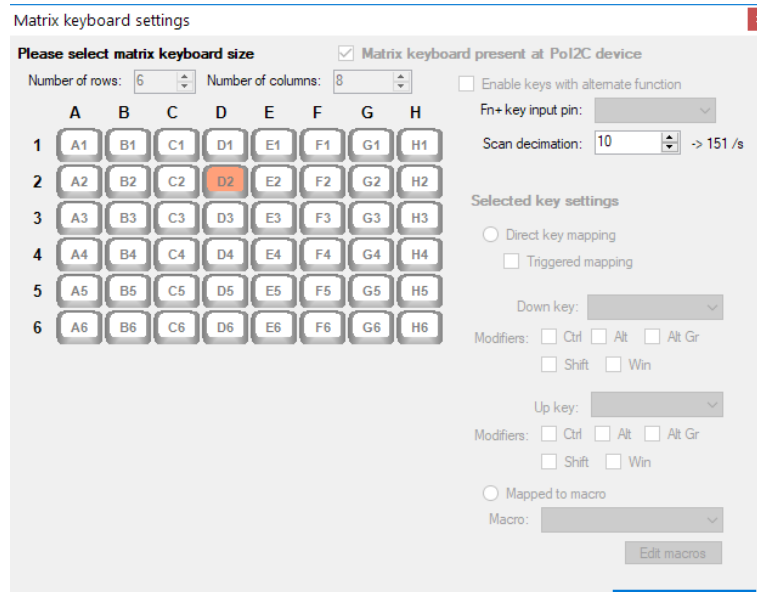 Matrix keyboard settings
Please select matrix keyboard size
Matrix keyboard present at PoI2C device
Number of rows: 6 Number of columns: 8
Enable keys with alternate function
Fn+ key input pin:
Scan decimation: 10 -> 151 /s
A B C D E F G H
1 A1 B1 C1 D1 E1 F1 G1 H1
2 A2 B2 C2 D2 E2 F2 G2 H2
3 A3 B3 C3 D3 E3 F3 G3 H3
4 A4 B4 C4 D4 E4 F4 G4 H4
5 A5 B5 C5 D5 E5 F5 G5 H5
6 A6 B6 C6 D6 E6 F6 G6 H6
Selected key settings
Direct key mapping
Triggered mapping
Down key:
Modifiers: Ctrl Alt Alt Gr
Shift Win
Up key:
Modifiers: Ctrl Alt Alt Gr
Shift Win
Mapped to macro
Macro:
Edit macros